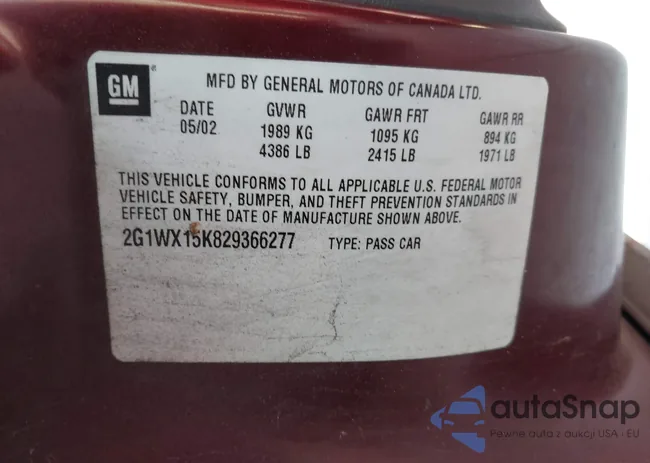 GM
MFD BY GENERAL MOTORS OF CANADA LTD.
DATE GVWR GAWR FRT GAWR RR
05/02 1989 KG 1095 KG 894 KG
4386 LB 2415 LB 1971 LB
THIS VEHICLE CONFORMS TO ALL APPLICABLE U.S. FEDERAL MOTOR
VEHICLE SAFETY, BUMPER, AND THEFT PREVENTION STANDARDS IN
EFFECT ON THE DATE OF MANUFACTURE SHOWN ABOVE.
2G1WX15K829366277 TYPE: PASS CAR
autaSnap
Pewne auta z aukcji USA - EU